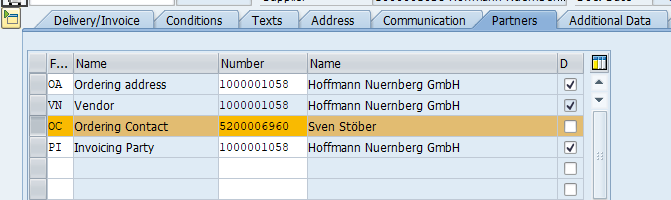 Delivery/Invoice Conditions Texts Address Communication Partners Additional Data
F... Name Number Name D
OA Ordering address 1000001058 Hoffmann Nuernberg GmbH
VN Vendor 1000001058 Hoffmann Nuernberg GmbH
OC Ordering Contact 5200006960 Sven Stöber
PI Invoicing Party 1000001058 Hoffmann Nuernberg GmbH